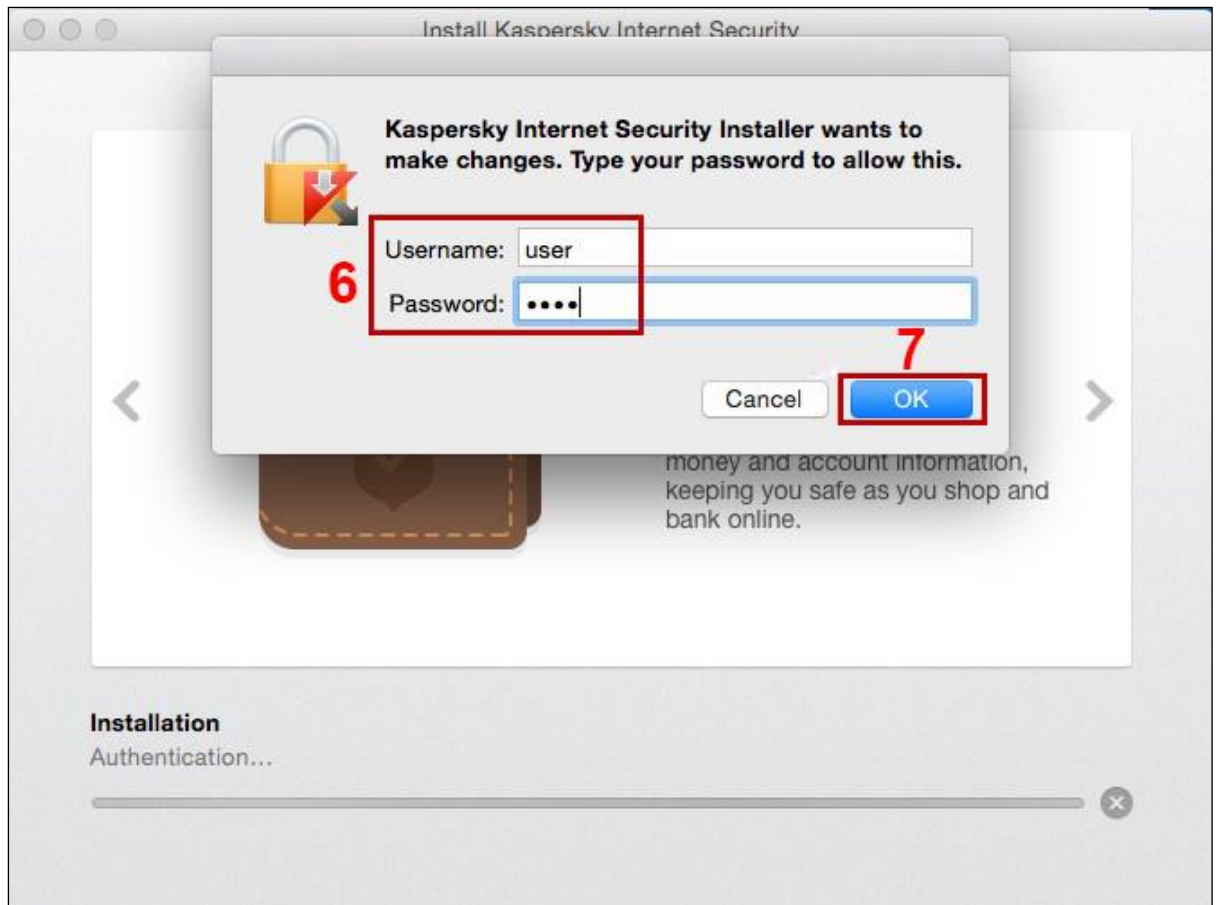 Install Kaspersky Internet Security
Kaspersky Internet Security Installer wants to
make changes. Type your password to allow this.
6
Username: user
Password: ••••
7
Cancel OK
money and account information,
keeping you safe as you shop and
bank online.
Installation
Authentication...